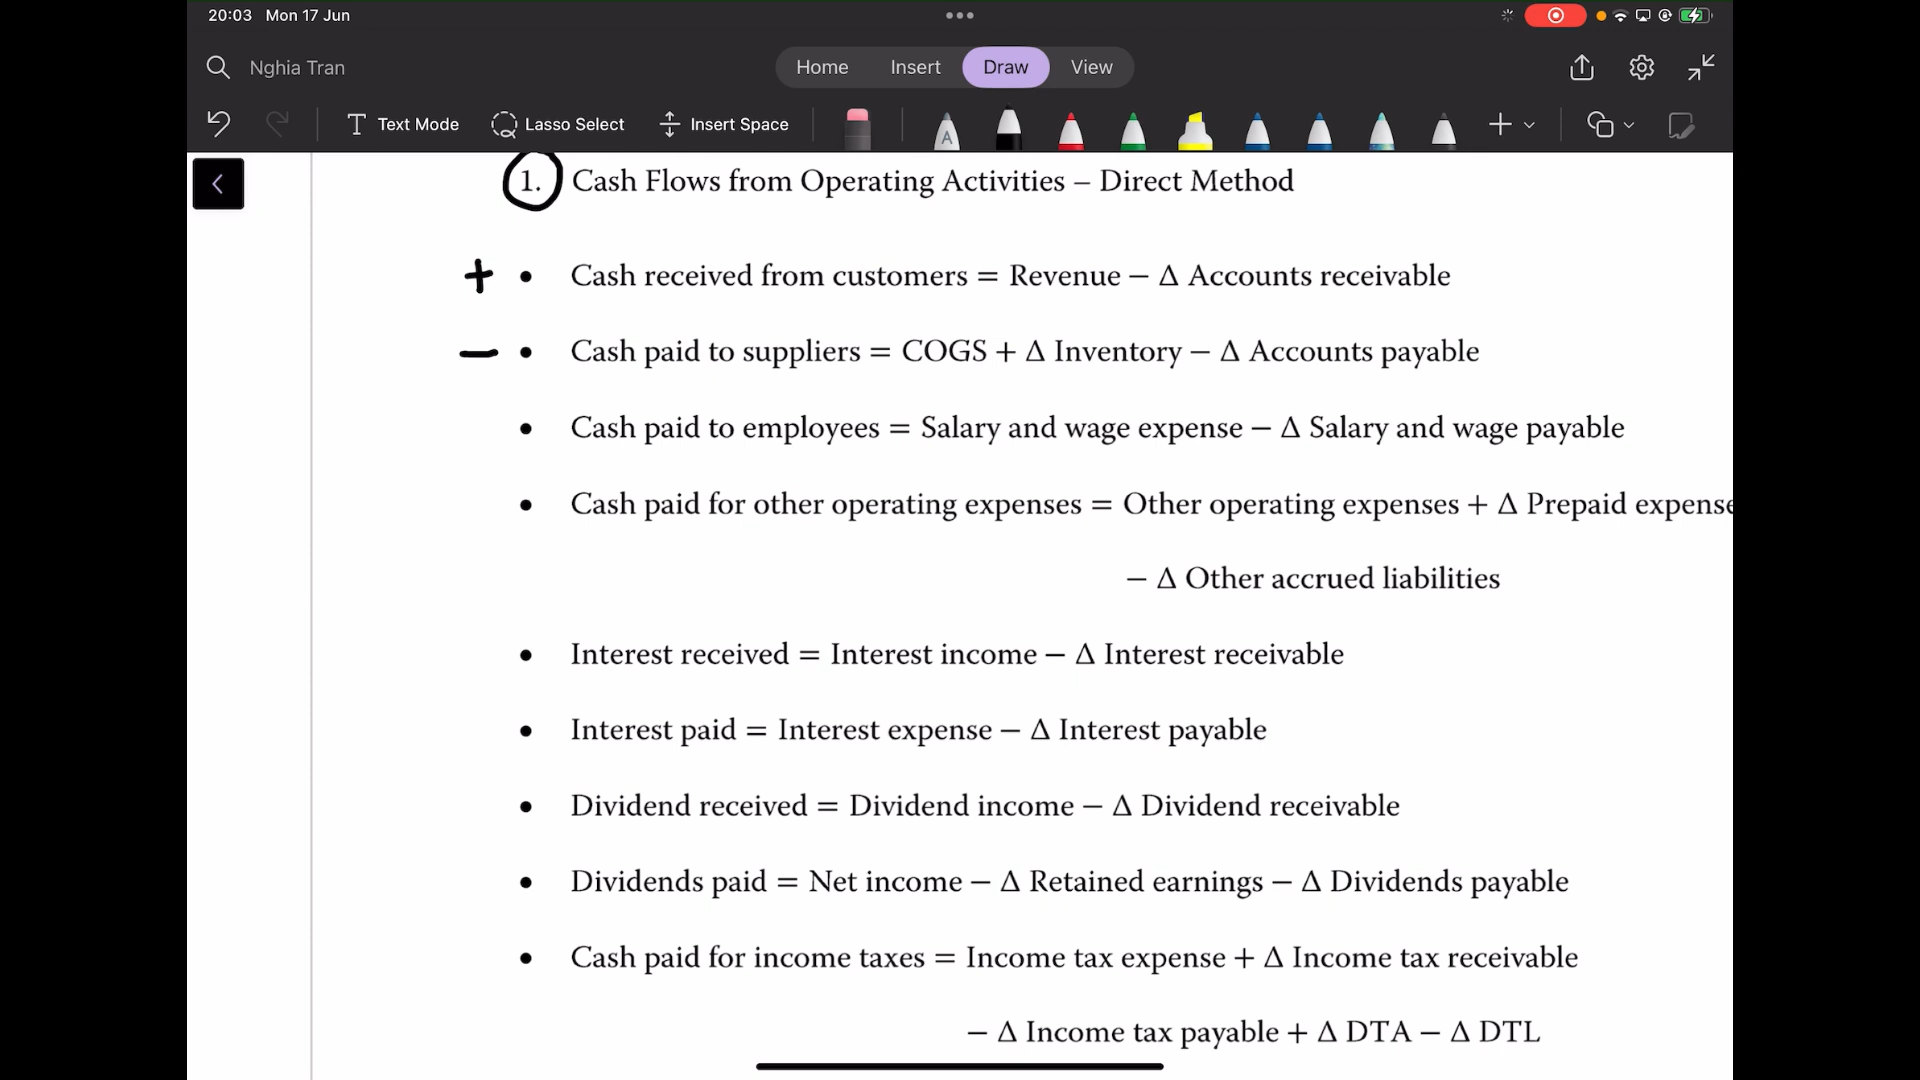 20:03 Mon 17 Jun
Nghia Tran
Home Insert Draw View
Text Mode Lasso Select Insert Space
A
1. Cash Flows from Operating Activities – Direct Method
+ • Cash received from customers = Revenue − Δ Accounts receivable
− • Cash paid to suppliers = COGS + Δ Inventory − Δ Accounts payable
• Cash paid to employees = Salary and wage expense − Δ Salary and wage payable
• Cash paid for other operating expenses = Other operating expenses + Δ Prepaid expense
− Δ Other accrued liabilities
• Interest received = Interest income − Δ Interest receivable
• Interest paid = Interest expense − Δ Interest payable
• Dividend received = Dividend income − Δ Dividend receivable
• Dividends paid = Net income − Δ Retained earnings − Δ Dividends payable
• Cash paid for income taxes = Income tax expense + Δ Income tax receivable
− Δ Income tax payable + Δ DTA − Δ DTL